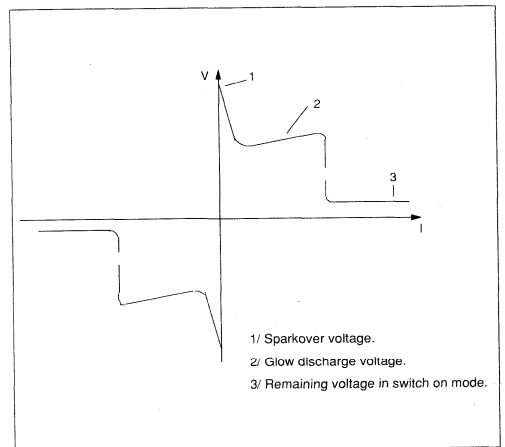 V
1
2
3
I
1/ Sparkover voltage.
2/ Glow discharge voltage.
3/ Remaining voltage in switch on mode.